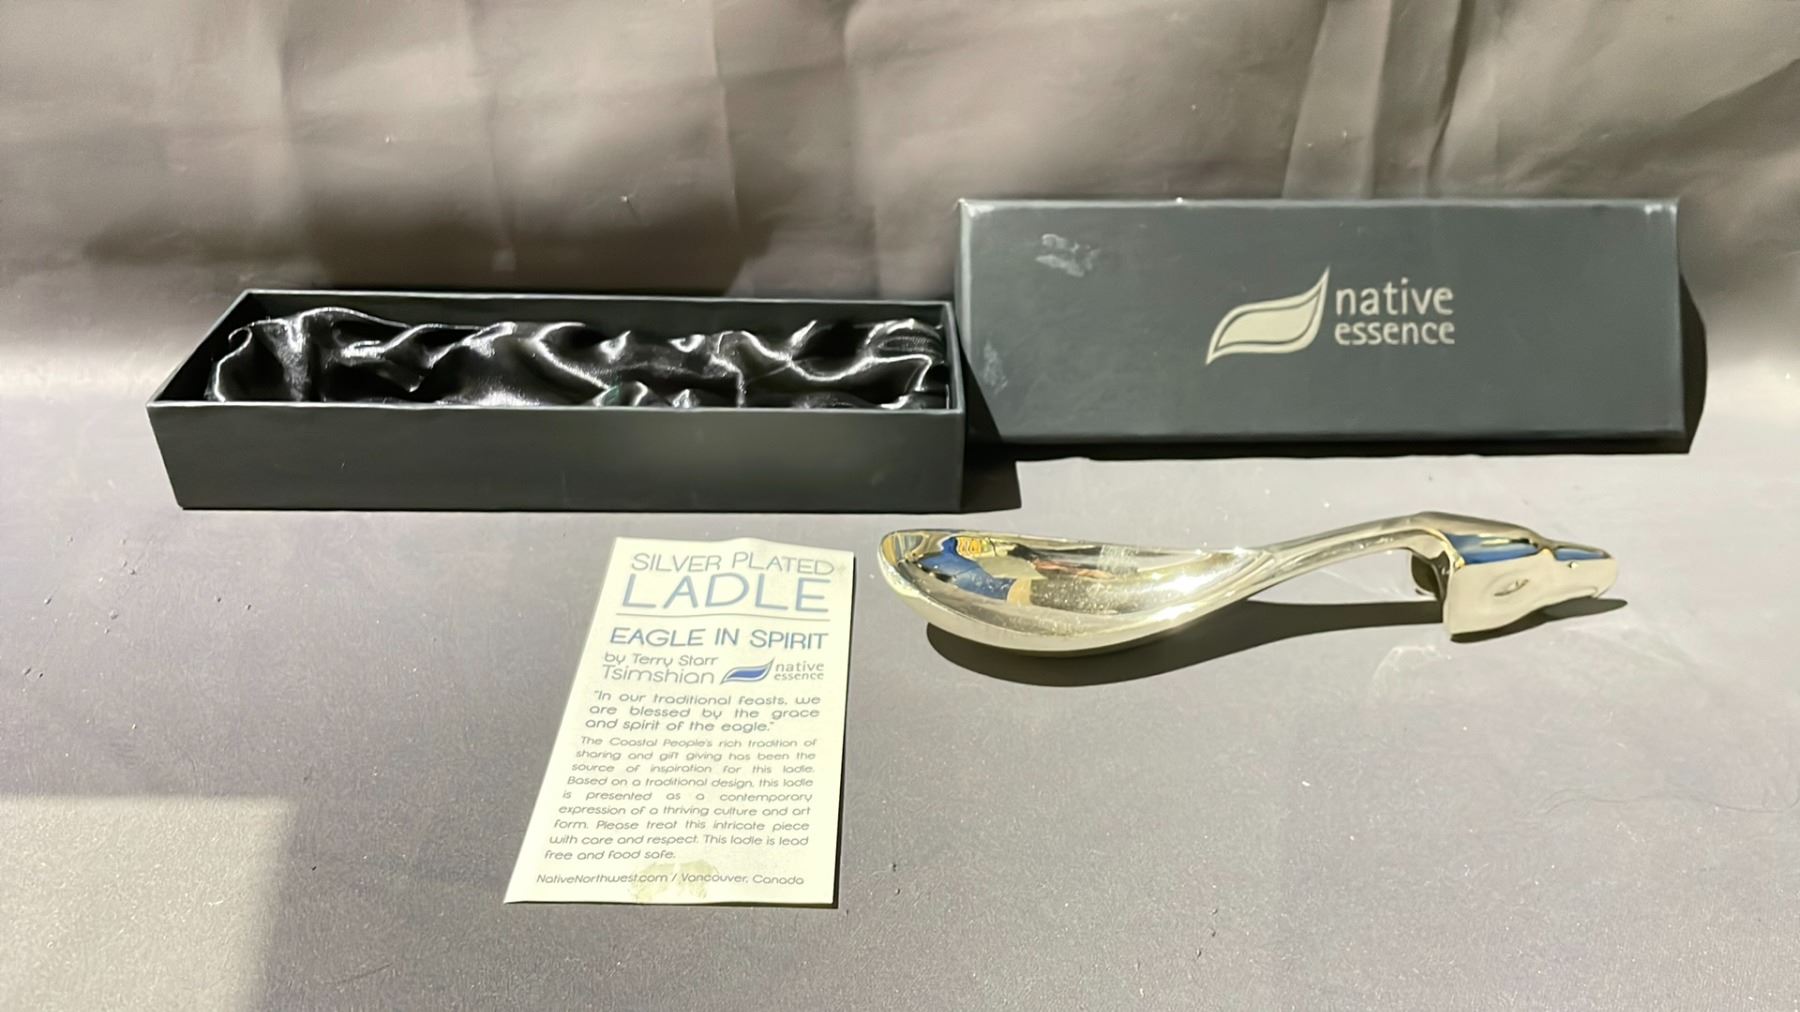 native
essence
SILVER PLATED
LADLE
EAGLE IN SPIRIT
by Terry Starr
Tsimshian
native
essence
"In our traditional feasts, we
are blessed by the grace
and spirit of the eagle."
The Coastal People's rich tradition of
sharing and gift giving has been the
source of inspiration for this ladle.
Based on a traditional design, this ladle
is presented as a contemporary
expression of a thriving culture and art
form. Please treat this intricate piece
with care and respect. This ladle is lead
free and food safe.
NativeNorthwest.com / Vancouver, Canada